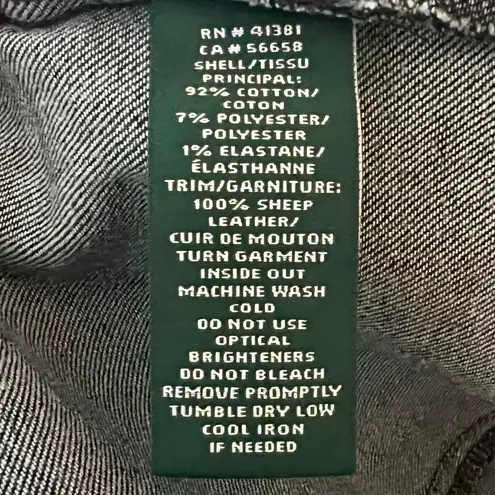 RN # 41381
CA # 56658
SHELL/TISSU
PRINCIPAL:
92% COTTON/
COTON
7% POLYESTER/
POLYESTER
1% ELASTANE/
ÉLASTHANNE
TRIM/GARNITURE:
100% SHEEP
LEATHER/
CUIR DE MOUTON
TURN GARMENT
INSIDE OUT
MACHINE WASH
COLD
DO NOT USE
OPTICAL
BRIGHTENERS
DO NOT BLEACH
REMOVE PROMPTLY
TUMBLE DRY LOW
COOL IRON
IF NEEDED